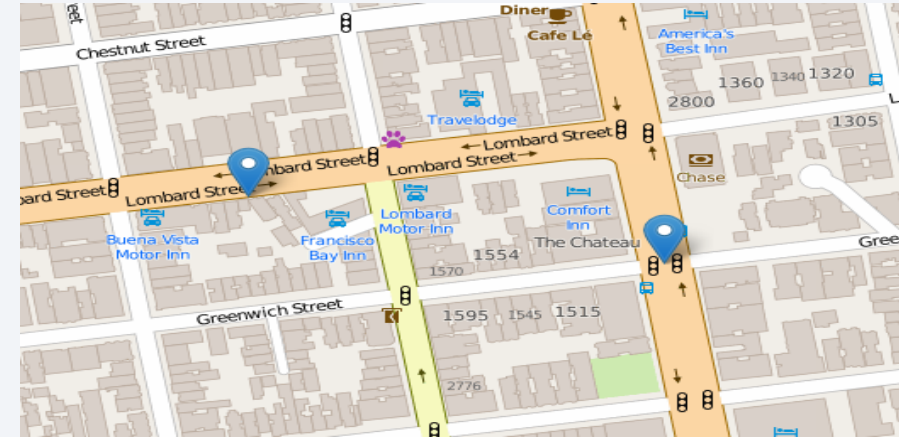 Diner
Cafe Le
Chestnut Street
America's
Best Inn
1360
1340
1320
2800
1305
Travelodge
Lombard Street
Lombard Street
mbard Street
Lombard Street
bard Street
Chase
Lombard
Motor Inn
Comfort
Inn
Buena Vista
Motor Inn
Francisco
Bay Inn
The Chateau
Gree
1554
1570
Greenwich Street
1595
1545
1515
2776